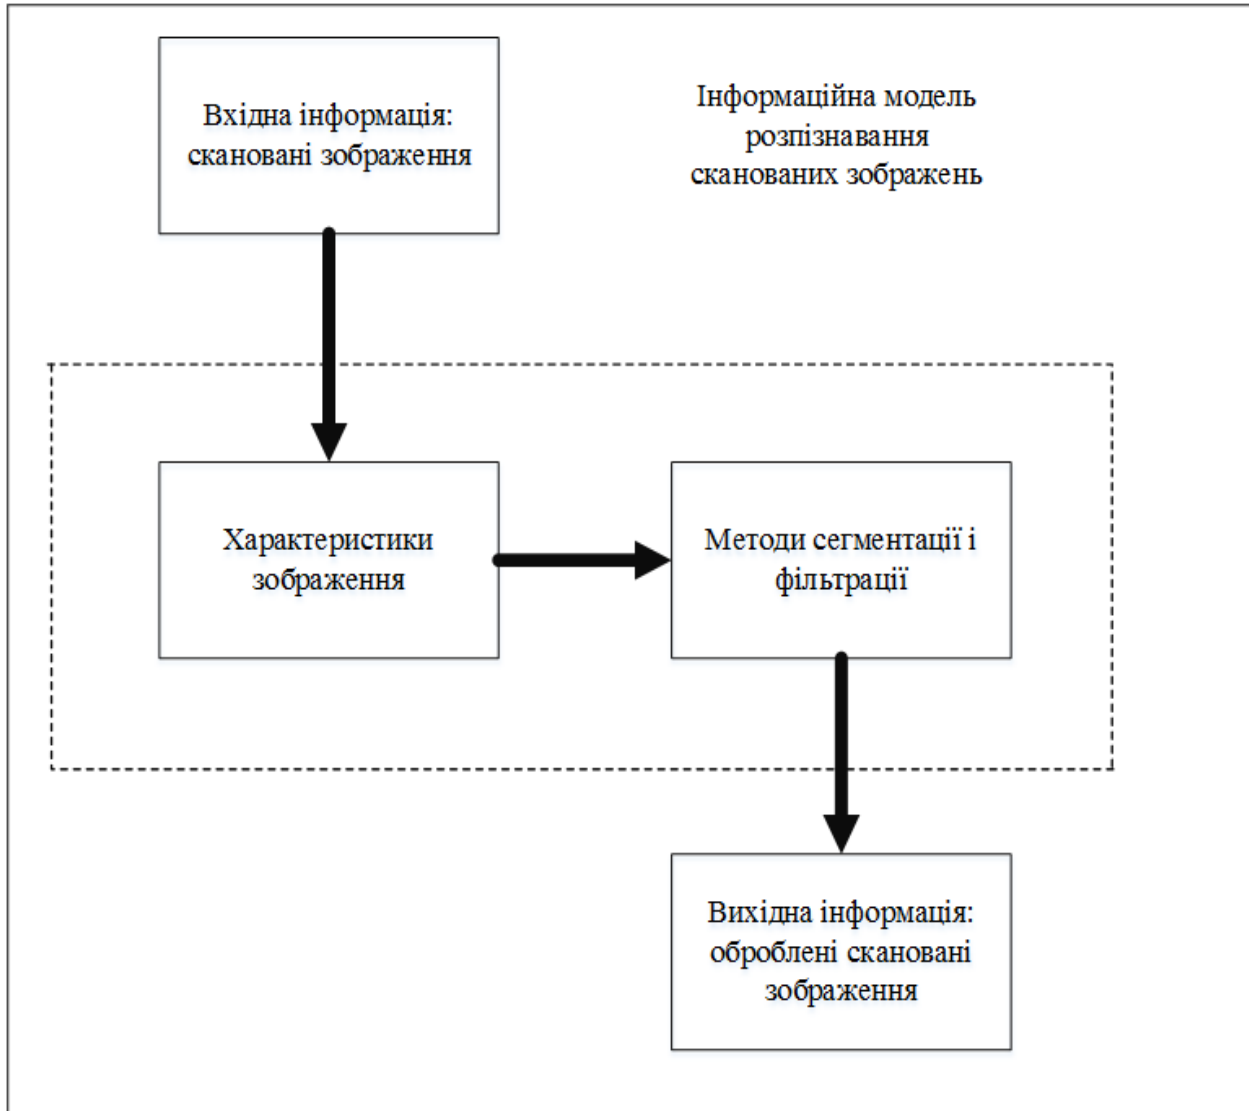 Вхідна інформація:
скановані зображення
Інформаційна модель
розпізнавання
сканованих зображень
Характеристики
зображення
Методи сегментації і
фільтрації
Вихідна інформація:
оброблені скановані
зображення